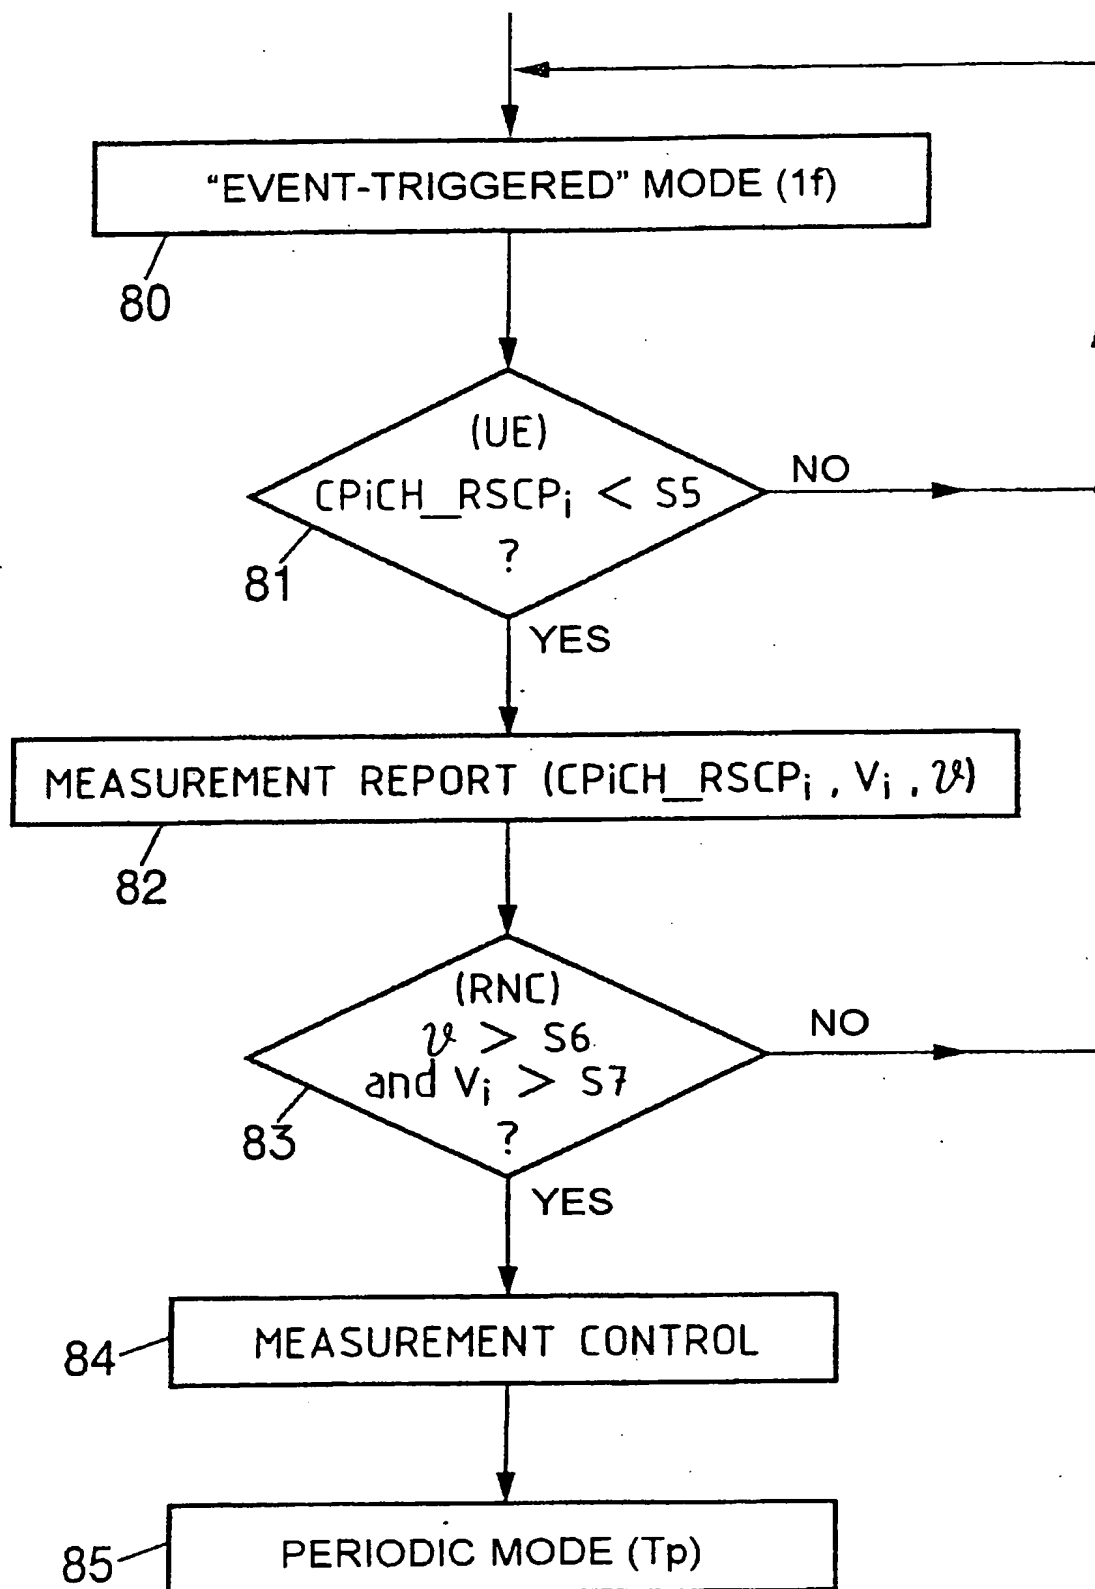 “EVENT-TRIGGERED” MODE (1f)
80
(UE)
CPiCH_RSCPi < S5
?
NO
81
YES
MEASUREMENT REPORT (CPiCH_RSCPi , Vi , 𝒱)
82
(RNC)
𝒱 > S6
and Vi > S7
?
NO
83
YES
MEASUREMENT CONTROL
84
PERIODIC MODE (Tp)
85